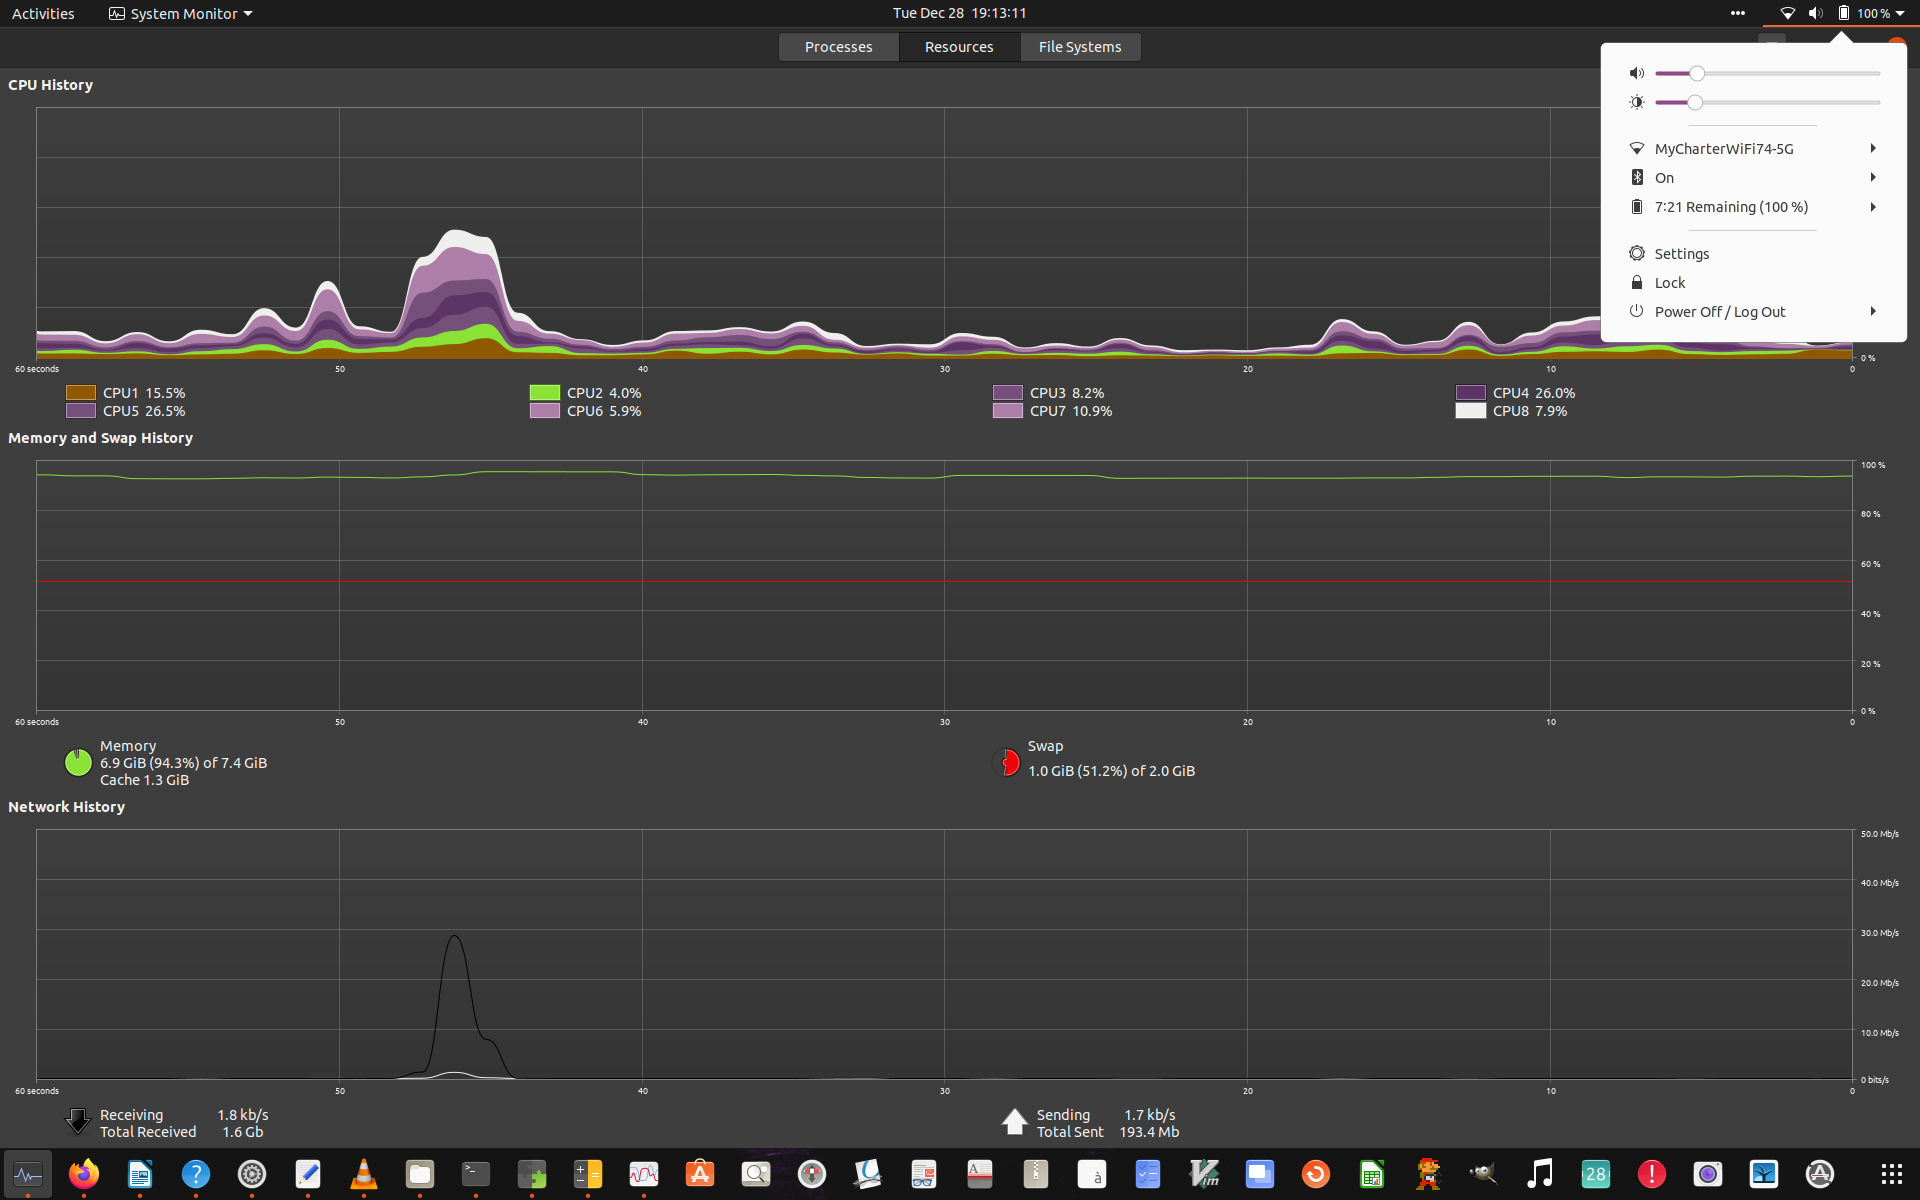 Activities
System Monitor
Tue Dec 28 19:13:11
100 %
Processes
Resources
File Systems
CPU History
MyCharterWiFi74-5G
On
7:21 Remaining (100 %)
Settings
Lock
Power Off / Log Out
0 %
60 seconds 50 40 30 20 10 0
CPU1 15.5% CPU2 4.0% CPU3 8.2% CPU4 26.0%
CPU5 26.5% CPU6 5.9% CPU7 10.9% CPU8 7.9%
Memory and Swap History
100 %
80 %
60 %
40 %
20 %
0 %
60 seconds 50 40 30 20 10 0
Memory
6.9 GiB (94.3%) of 7.4 GiB
Cache 1.3 GiB
Swap
1.0 GiB (51.2%) of 2.0 GiB
Network History
50.0 Mb/s
40.0 Mb/s
30.0 Mb/s
20.0 Mb/s
10.0 Mb/s
0 bits/s
60 seconds 50 40 30 20 10 0
Receiving 1.8 kb/s
Total Received 1.6 Gb
Sending 1.7 kb/s
Total Sent 193.4 Mb
28